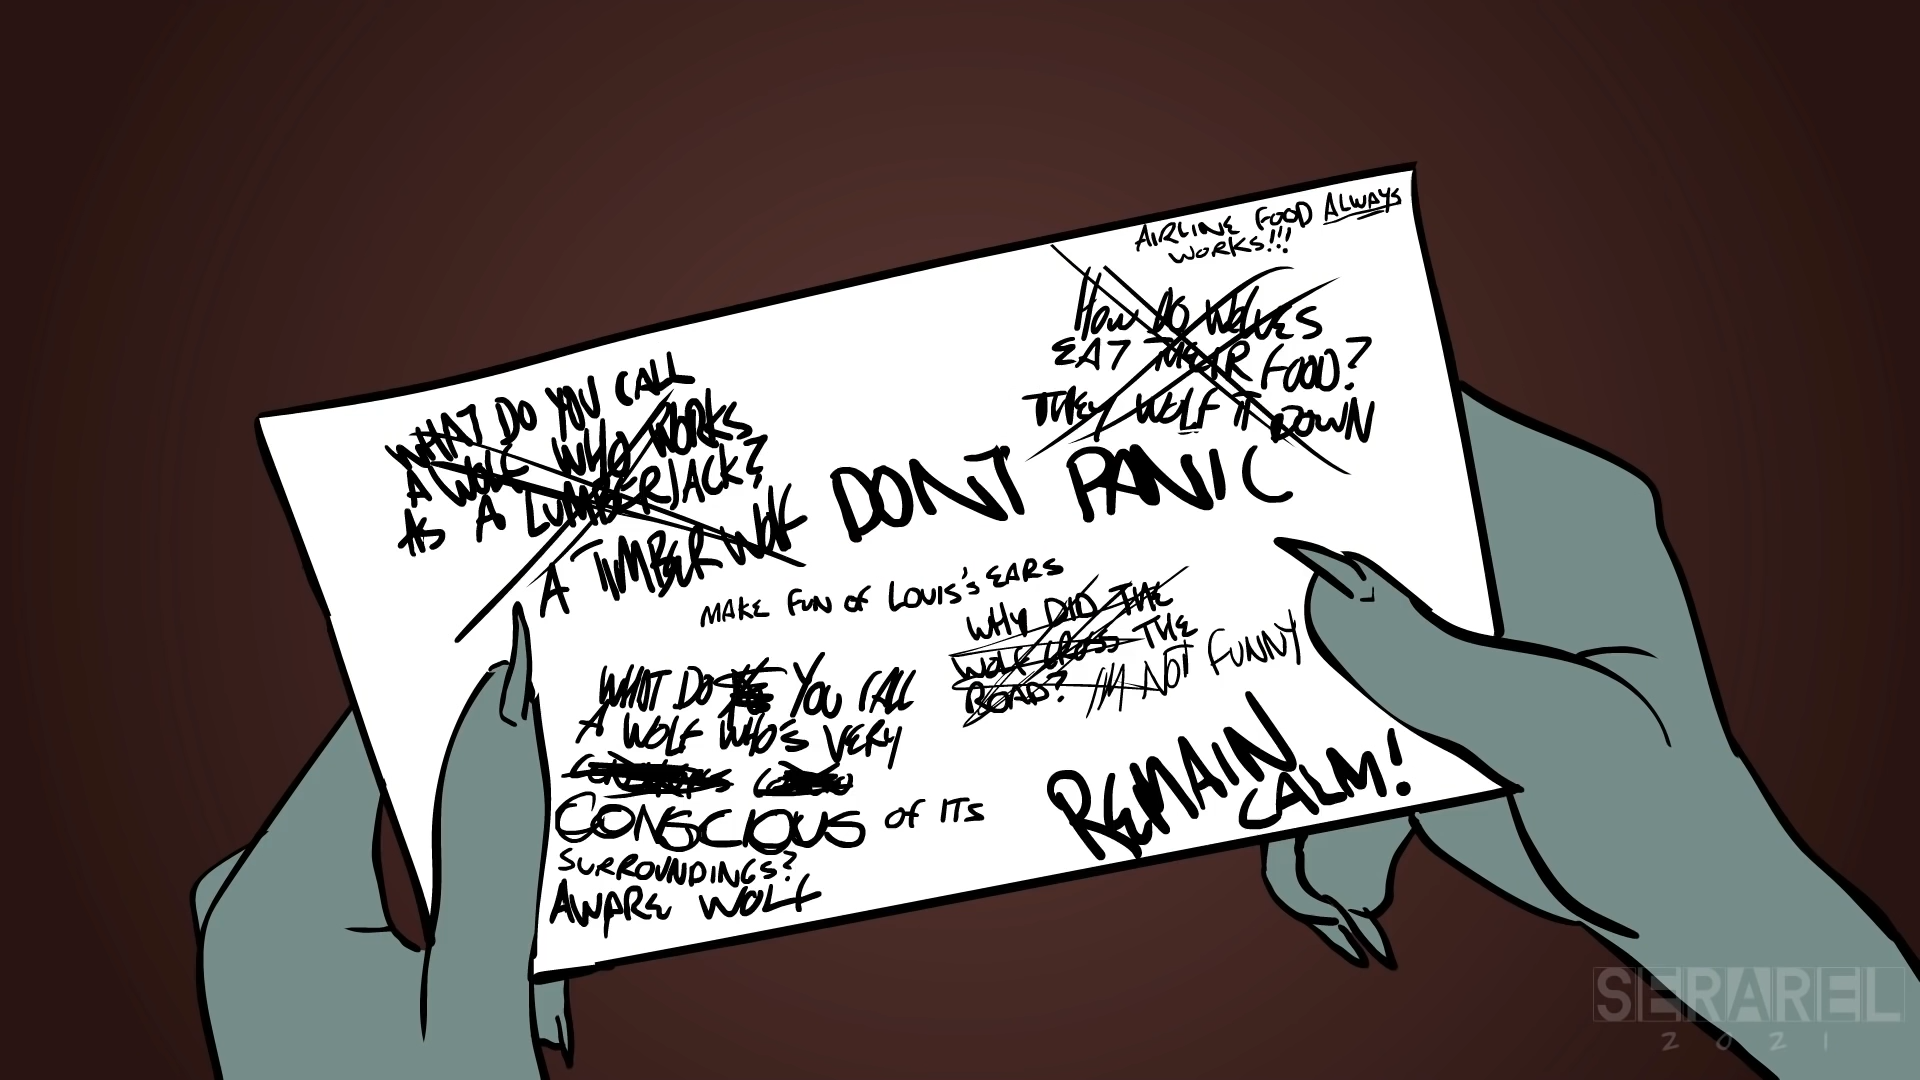 AIRLINE FOOD ALWAYS
WORKS!!!
HOW DO WOLVES
EAT THEIR FOOD?
THEY WOLF IT DOWN
WHAT DO YOU CALL
A WOLF WHO WORKS
AS A LUMBERJACK?
A TIMBER WOLF
DONT PANIC
MAKE FUN OF LOUIS'S EARS
WHY DID THE
WOLF CROSS THE
ROAD?
I'M NOT FUNNY
WHAT DO YOU CALL
A WOLF WHO'S VERY
CONSCIOUS OF ITS
SURROUNDINGS?
AWARE WOLF
REMAIN
CALM!
SERAREL
2021